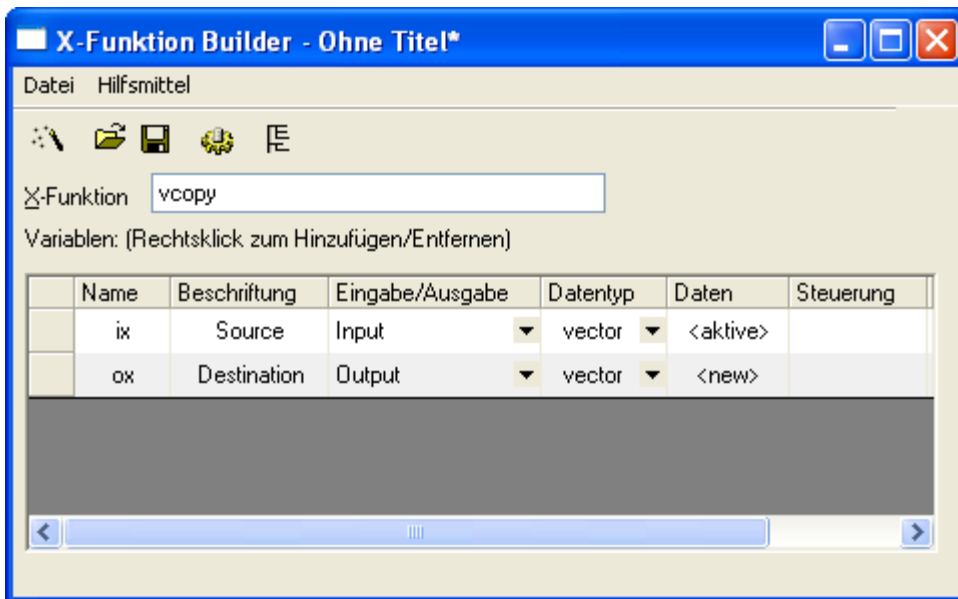 X-Funktion Builder - Ohne Titel*
Datei Hilfsmittel
X-Funktion vcopy
Variablen: (Rechtsklick zum Hinzufügen/Entfernen)
Name Beschriftung Eingabe/Ausgabe Datentyp Daten Steuerung
ix Source Input vector <aktive>
ox Destination Output vector <new>